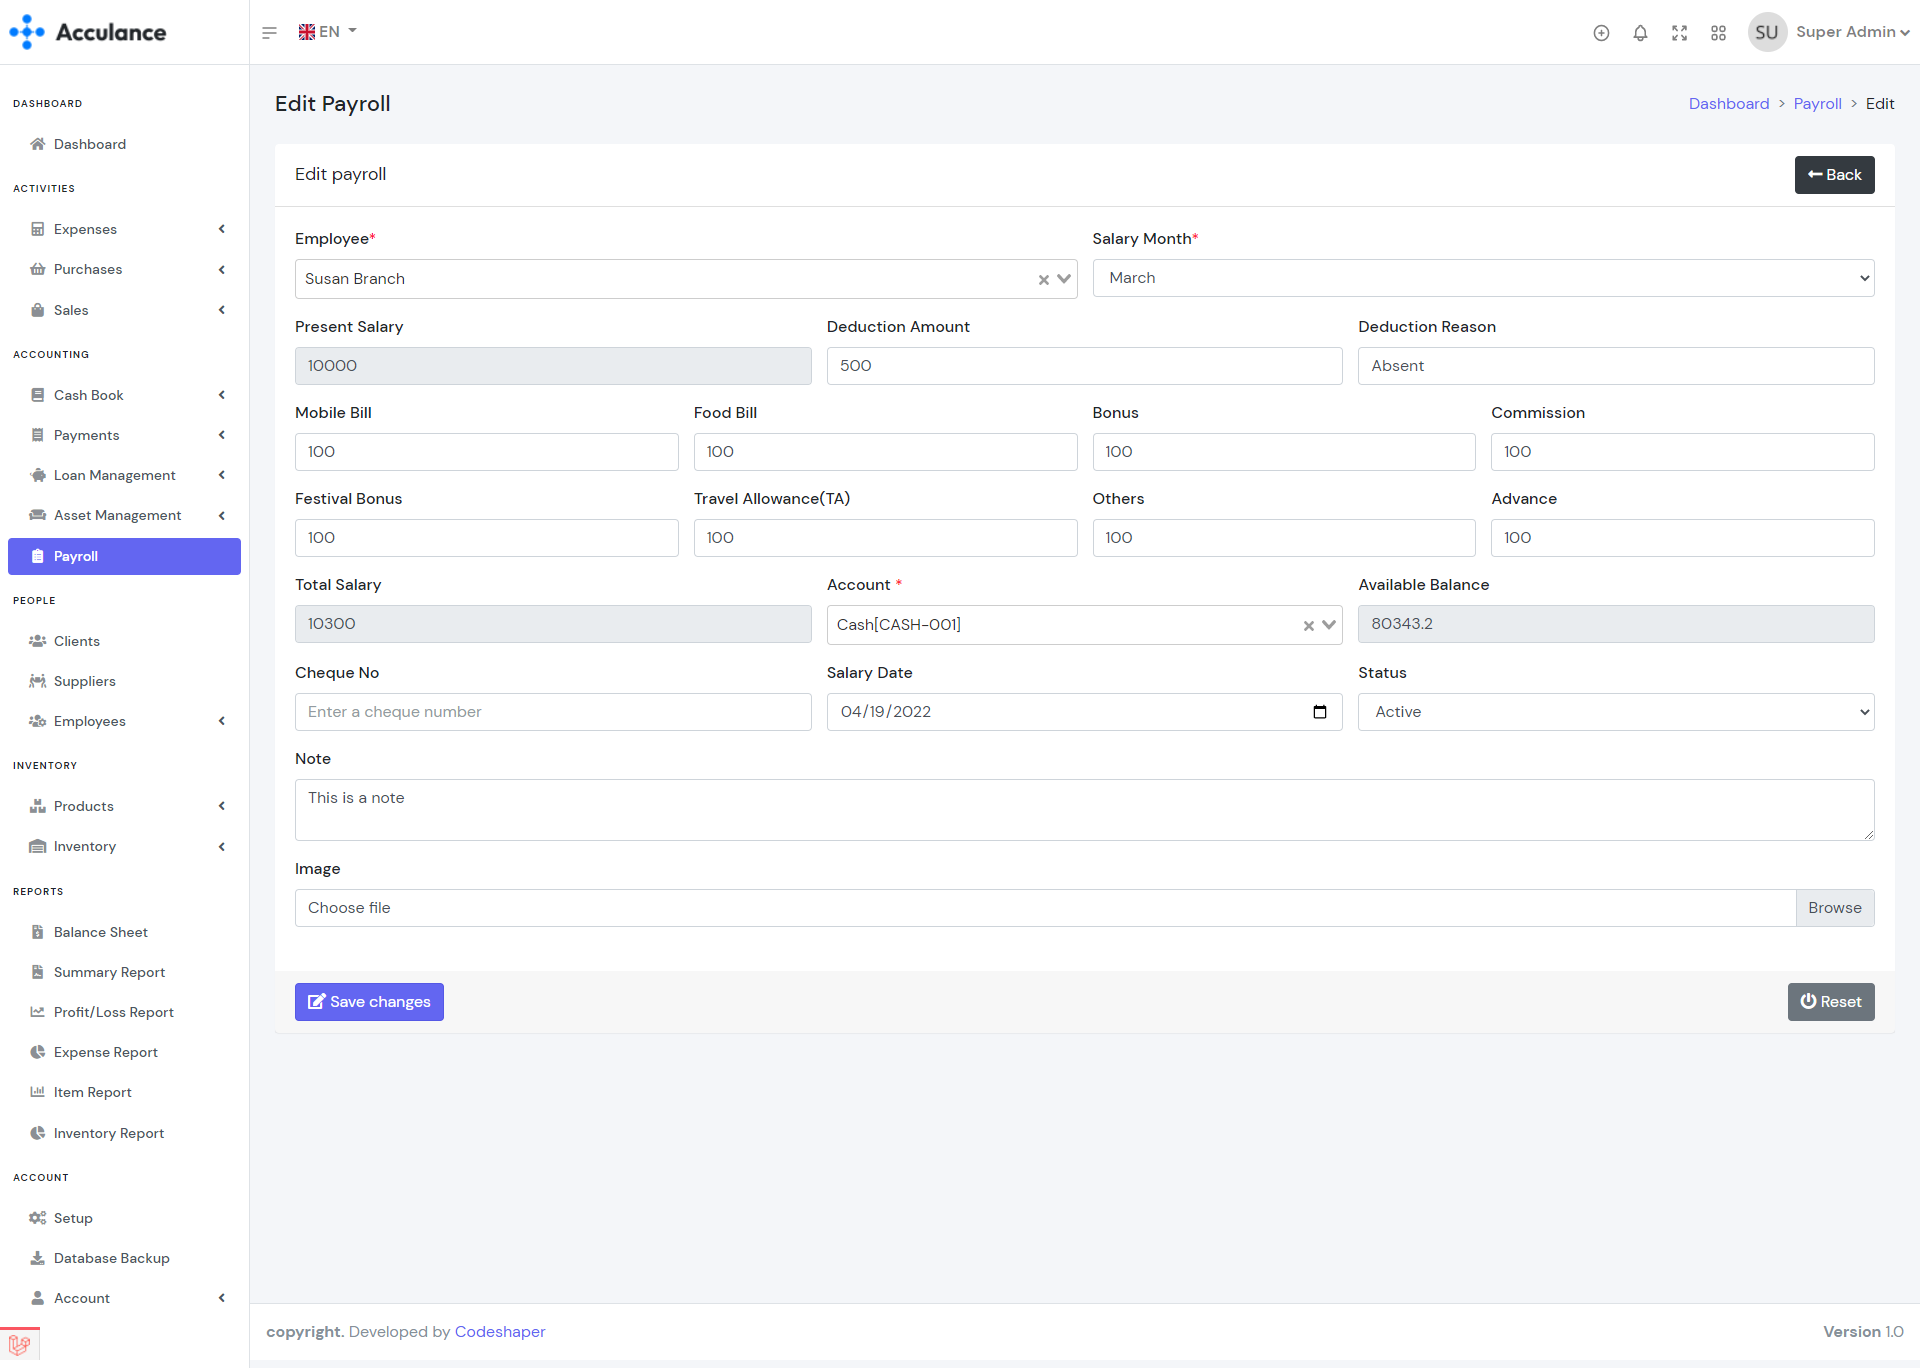 Acculance
EN
SU Super Admin
DASHBOARD
Dashboard
ACTIVITIES
Expenses
Purchases
Sales
ACCOUNTING
Cash Book
Payments
Loan Management
Asset Management
Payroll
PEOPLE
Clients
Suppliers
Employees
INVENTORY
Products
Inventory
REPORTS
Balance Sheet
Summary Report
Profit/Loss Report
Expense Report
Item Report
Inventory Report
ACCOUNT
Setup
Database Backup
Account
Edit Payroll
Dashboard > Payroll > Edit
Edit payroll
Back
Employee* Salary Month*
Susan Branch March
Present Salary Deduction Amount Deduction Reason
10000 500 Absent
Mobile Bill Food Bill Bonus Commission
100 100 100 100
Festival Bonus Travel Allowance(TA) Others Advance
100 100 100 100
Total Salary Account * Available Balance
10300 Cash[CASH-001] 80343.2
Cheque No Salary Date Status
Enter a cheque number 04/19/2022 Active
Note
This is a note
Image
Choose file Browse
Save changes Reset
copyright. Developed by Codeshaper Version 1.0